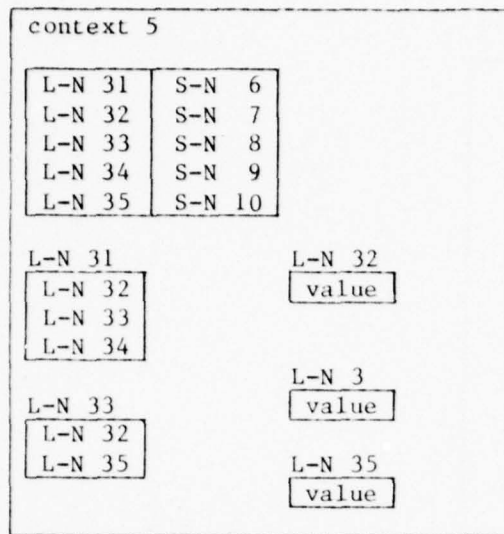 context 5
L-N 31 S-N 6
L-N 32 S-N 7
L-N 33 S-N 8
L-N 34 S-N 9
L-N 35 S-N 10
L-N 31 L-N 32
L-N 32 value
L-N 33
L-N 34
L-N 3
L-N 33 value
L-N 32
L-N 35 L-N 35
value